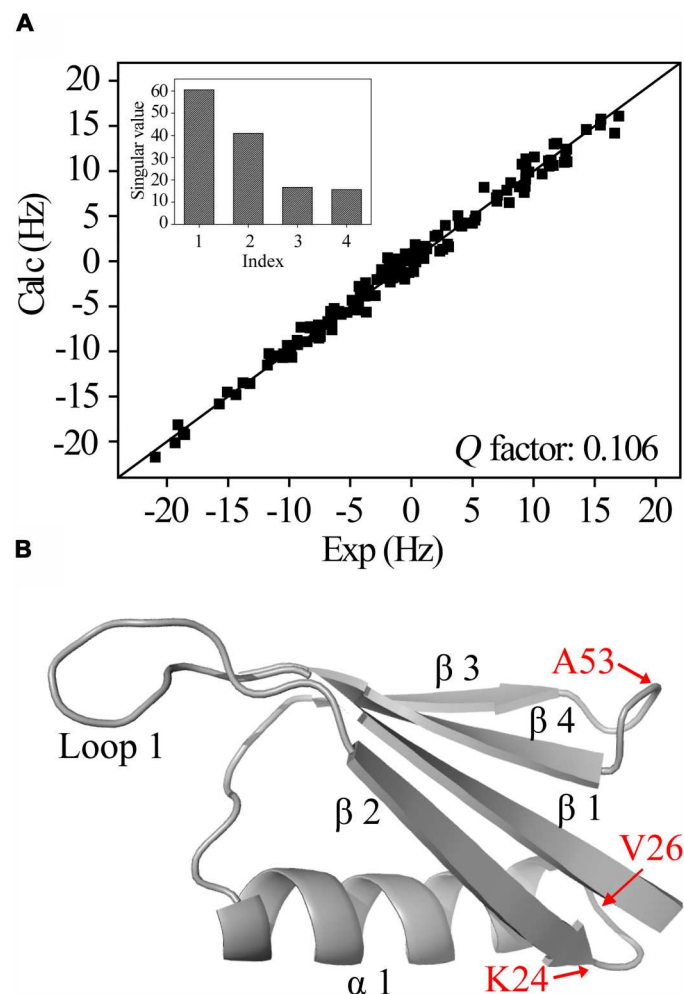 A
Calc (Hz)
20
15
10
5
0
-5
-10
-15
-20
Singular value
60
50
40
30
20
10
0
1 2 3 4
Index
Q factor: 0.106
-20 -15 -10 -5 0 5 10 15 20
Exp (Hz)
B
β 3
A53
Loop 1
β 4
β 2
β 1
V26
K24
α 1